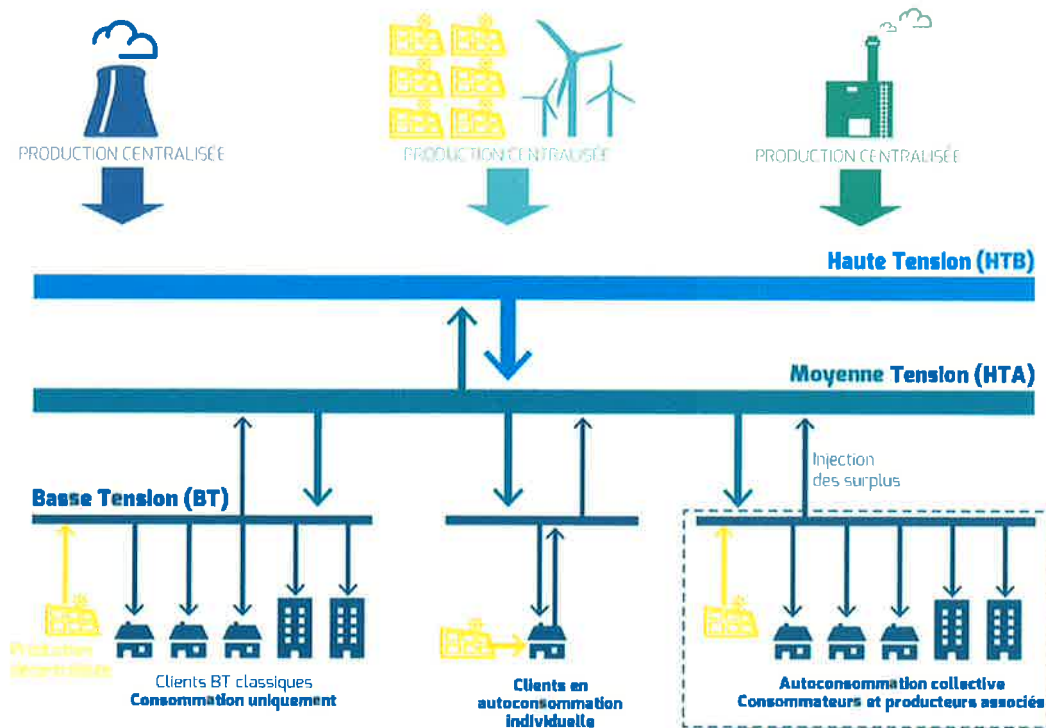 PRODUCTION CENTRALISÉE
PRODUCTION CENTRALISÉE
PRODUCTION CENTRALISÉE
Haute Tension (HTB)
Moyenne Tension (HTA)
Injection
des surplus
Basse Tension (BT)
Production
décentralisée
Clients BT classiques
Consommation uniquement
Clients en
autoconsommation
individuelle
Autoconsommation collective
Consommateurs et producteurs associés